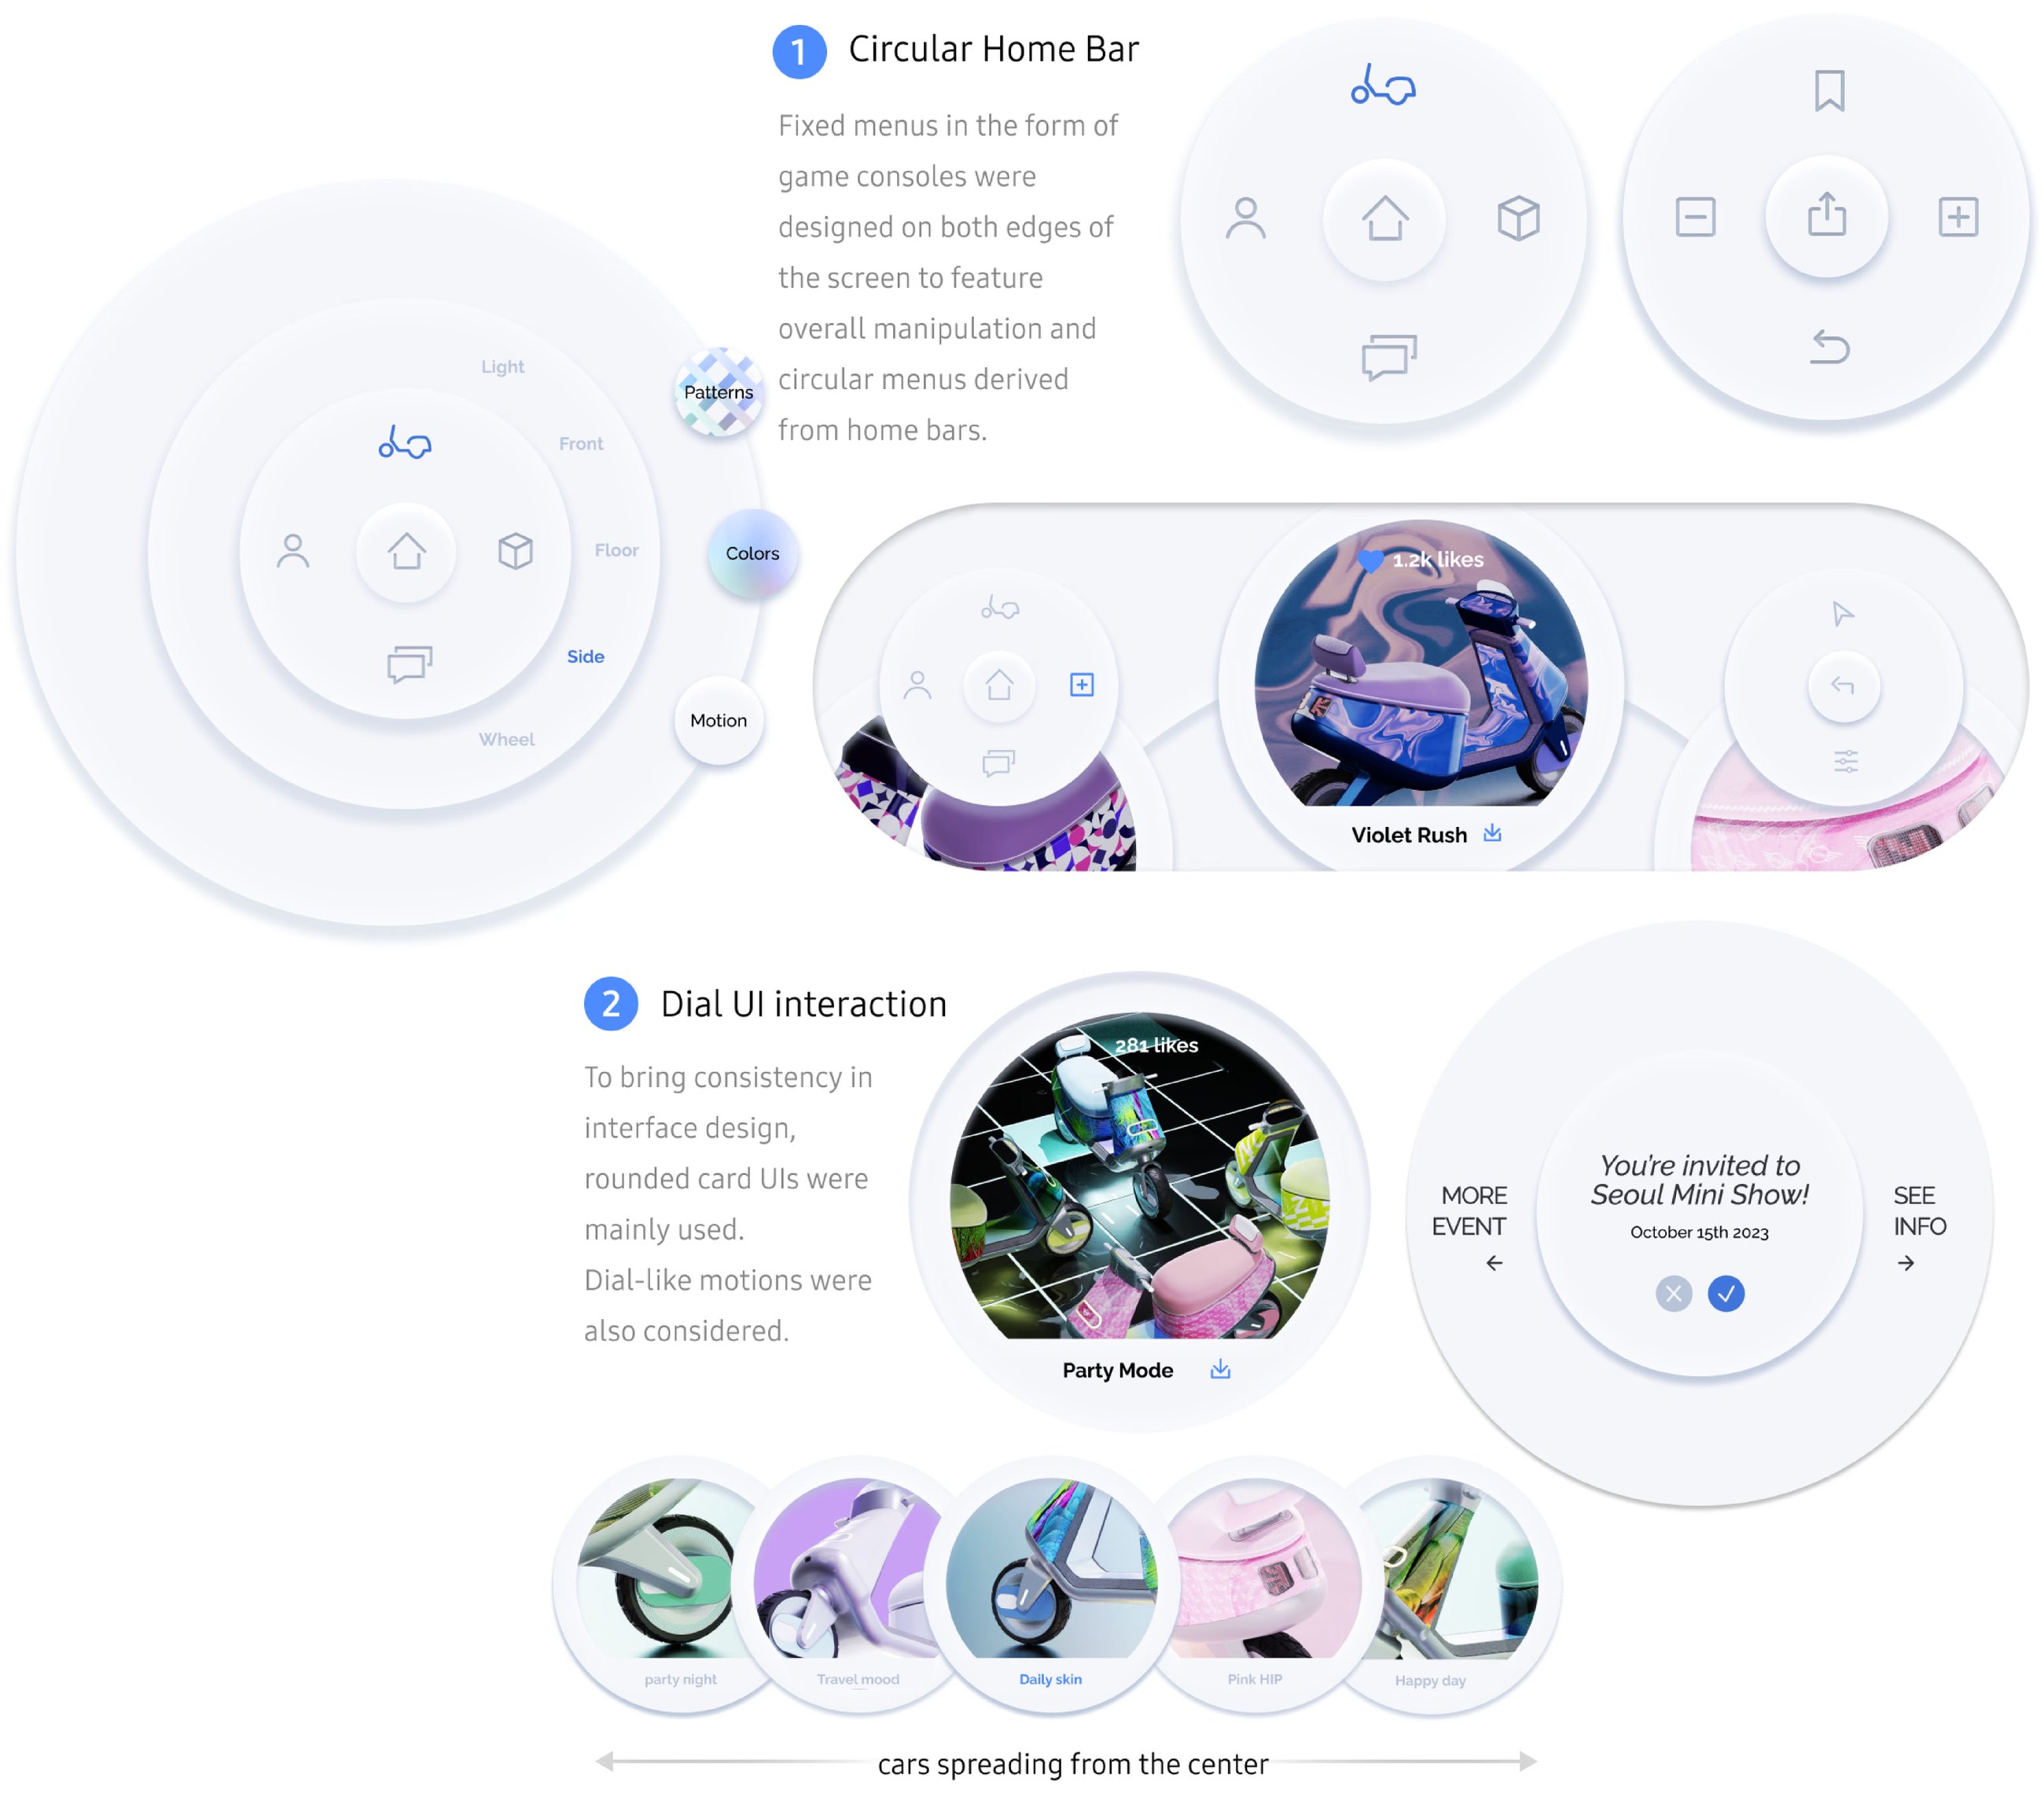 1 Circular Home Bar
Fixed menus in the form of
game consoles were
designed on both edges of
the screen to feature
overall manipulation and
circular menus derived
from home bars.
Light
Front
Floor
Side
Wheel
Patterns
Colors
Motion
1.2k likes
Violet Rush
2 Dial UI interaction
To bring consistency in
interface design,
rounded card UIs were
mainly used.
Dial-like motions were
also considered.
281 likes
Party Mode
MORE
EVENT
←
You're invited to
Seoul Mini Show!
October 15th 2023
SEE
INFO
→
party night
Travel mood
Daily skin
Pink HIP
Happy day
cars spreading from the center